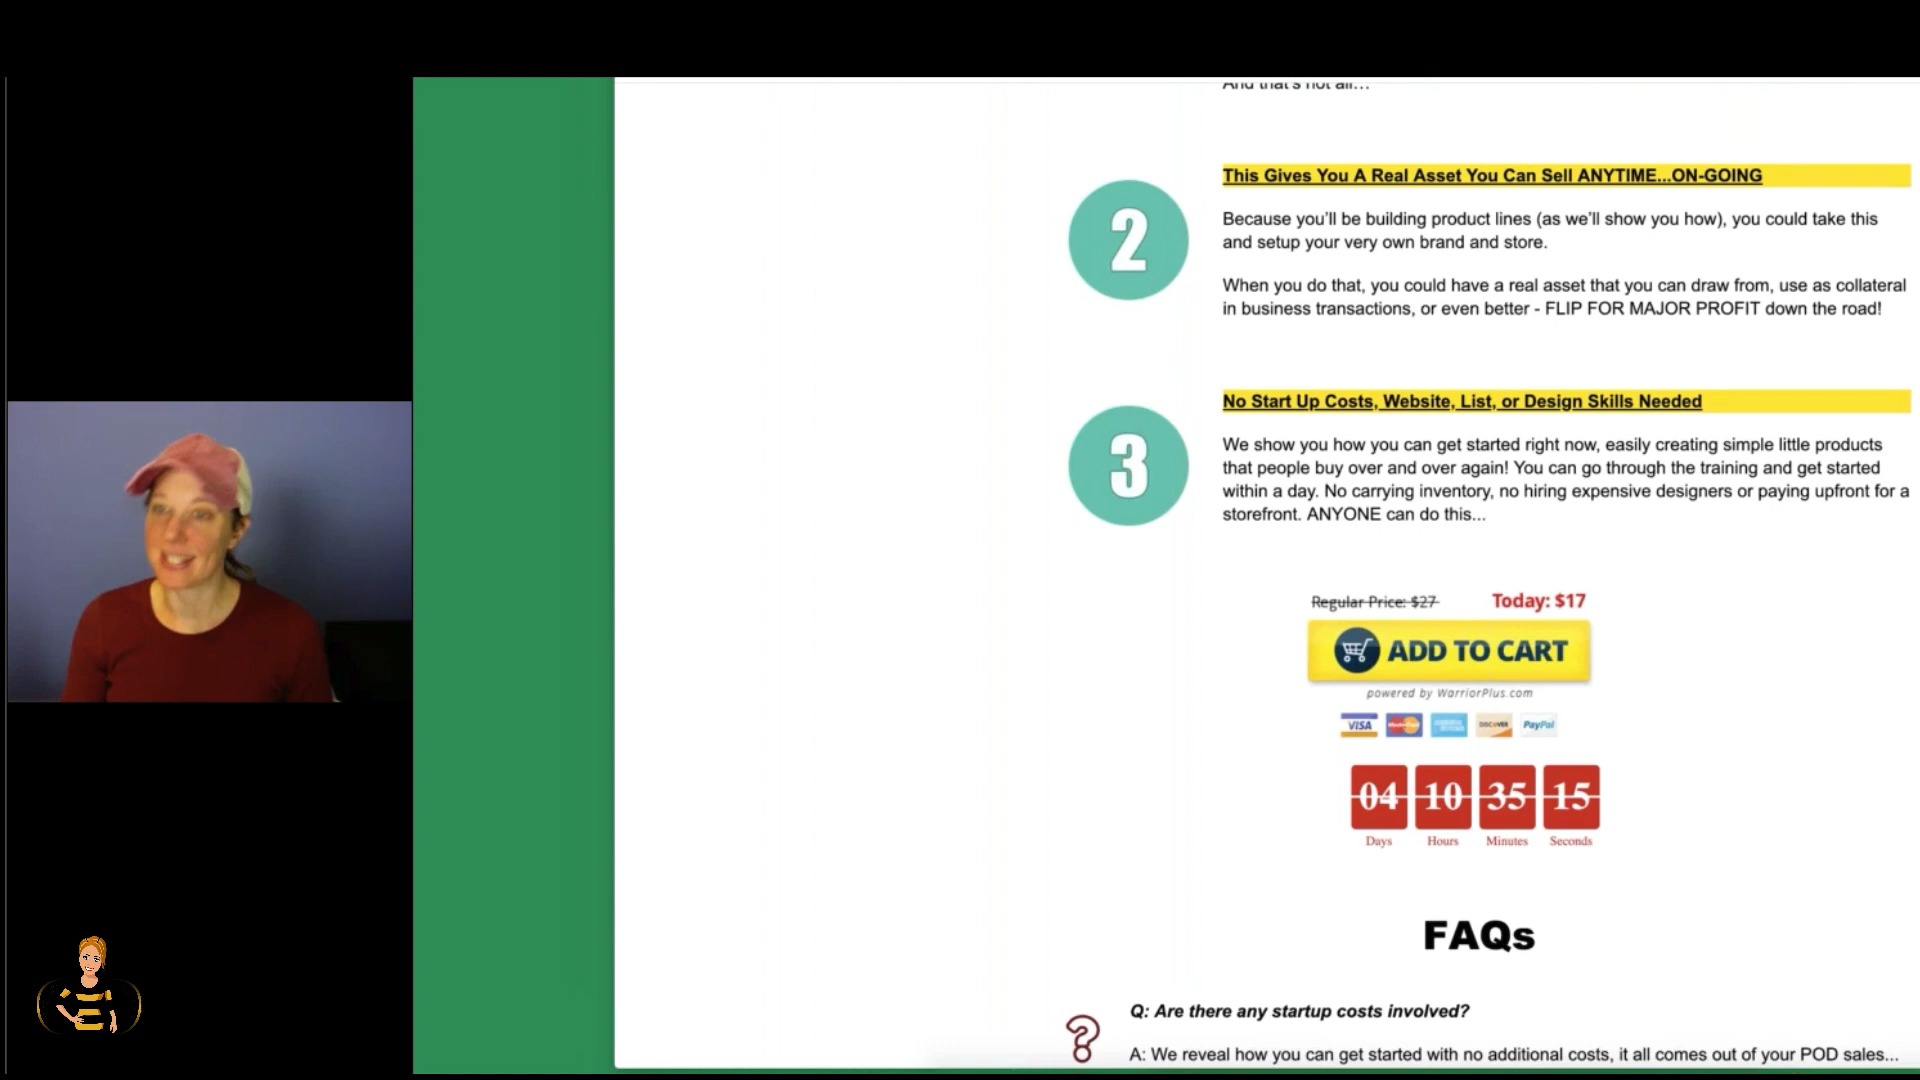 And that's not all...
2
This Gives You A Real Asset You Can Sell ANYTIME...ON-GOING
Because you'll be building product lines (as we'll show you how), you could take this
and setup your very own brand and store.
When you do that, you could have a real asset that you can draw from, use as collateral
in business transactions, or even better - FLIP FOR MAJOR PROFIT down the road!
3
No Start Up Costs, Website, List, or Design Skills Needed
We show you how you can get started right now, easily creating simple little products
that people buy over and over again! You can go through the training and get started
within a day. No carrying inventory, no hiring expensive designers or paying upfront for a
storefront. ANYONE can do this...
Regular Price: $27 Today: $17
ADD TO CART
powered by WarriorPlus.com
VISA MasterCard DISCOVER PayPal
04 10 35 15
Days Hours Minutes Seconds
FAQs
Q: Are there any startup costs involved?
?
A: We reveal how you can get started with no additional costs, it all comes out of your POD sales...